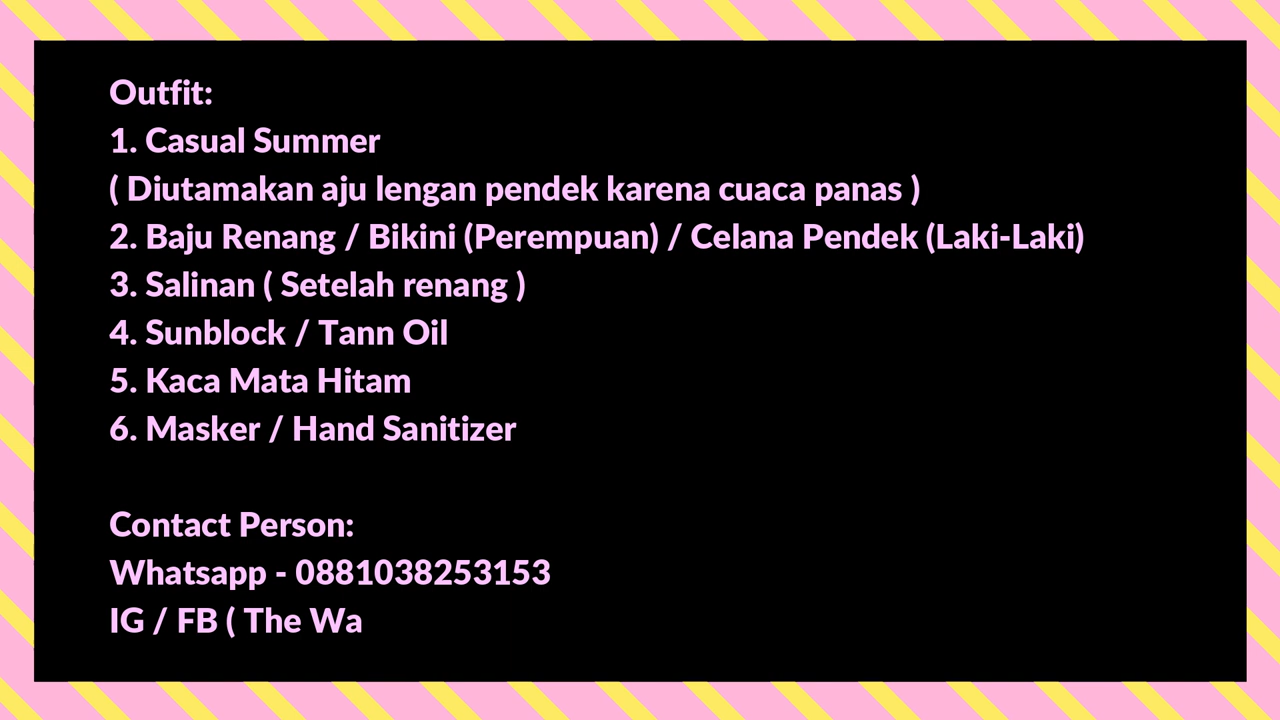 Outfit:
1. Casual Summer
( Diutamakan aju lengan pendek karena cuaca panas )
2. Baju Renang / Bikini (Perempuan) / Celana Pendek (Laki-Laki)
3. Salinan ( Setelah renang )
4. Sunblock / Tann Oil
5. Kaca Mata Hitam
6. Masker / Hand Sanitizer
Contact Person:
Whatsapp - 0881038253153
IG / FB ( The Wa